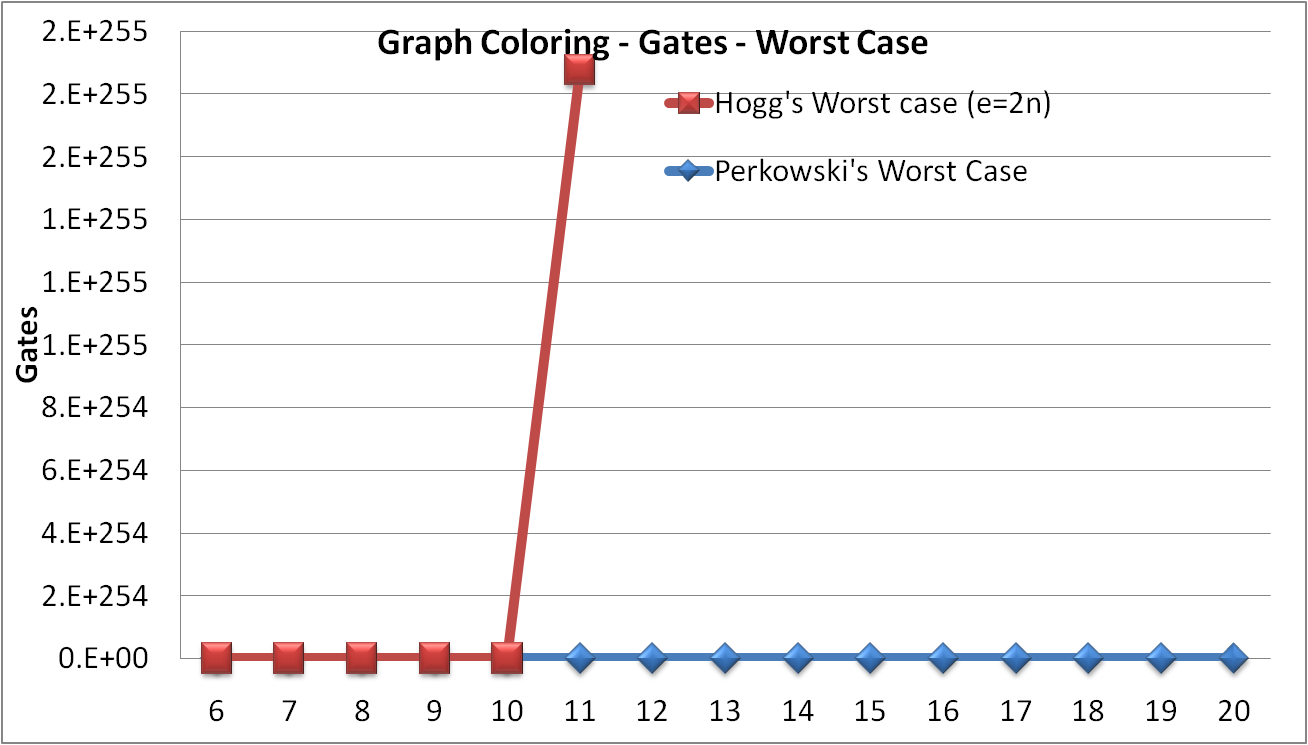 Graph Coloring - Gates - Worst Case
2.E+255
2.E+255
2.E+255
1.E+255
1.E+255
1.E+255
8.E+254
6.E+254
4.E+254
2.E+254
0.E+00
Gates
Hogg's Worst case (e=2n)
Perkowski's Worst Case
6 7 8 9 10 11 12 13 14 15 16 17 18 19 20